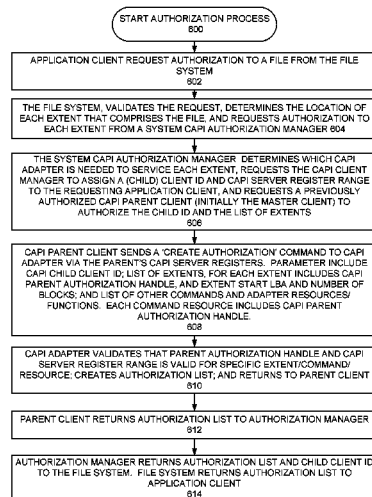 START AUTHORIZATION PROCESS
600
APPLICATION CLIENT REQUEST AUTHORIZATION TO A FILE FROM THE FILE
SYSTEM
602
THE FILE SYSTEM, VALIDATES THE REQUEST, DETERMINES THE LOCATION OF
EACH EXTENT THAT COMPRISES THE FILE, AND REQUESTS AUTHORIZATION TO
EACH EXTENT FROM A SYSTEM CAPI AUTHORIZATION MANAGER 604
THE SYSTEM CAPI AUTHORIZATION MANAGER DETERMINES WHICH CAPI
ADAPTER IS NEEDED TO SERVICE EACH EXTENT, REQUESTS THE CAPI CLIENT
MANAGER TO ASSIGN A (CHILD) CLIENT ID AND CAPI SERVER REGISTER RANGE
TO THE REQUESTING APPLICATION CLIENT, AND REQUESTS A PREVIOUSLY
AUTHORIZED CAPI PARENT CLIENT (INITIALLY THE MASTER CLIENT) TO
AUTHORIZE THE CHILD ID AND THE LIST OF EXTENTS
606
CAPI PARENT CLIENT SENDS A 'CREATE AUTHORIZATION' COMMAND TO CAPI
ADAPTER VIA THE PARENT'S CAPI SERVER REGISTERS. PARAMETER INCLUDE
CAPI CHILD CLIENT ID; LIST OF EXTENTS, FOR EACH EXTENT INCLUDES CAPI
PARENT AUTHORIZATION HANDLE, AND EXTENT START LBA AND NUMBER OF
BLOCKS; AND LIST OF OTHER COMMANDS AND ADAPTER RESOURCES/
FUNCTIONS. EACH COMMAND RESOURCE INCLUDES CAPI PARENT
AUTHORIZATION HANDLE.
608
CAPI ADAPTER VALIDATES THAT PARENT AUTHORIZATION HANDLE AND CAPI
SERVER REGISTER RANGE IS VALID FOR SPECIFIC EXTENT/COMMAND/
RESOURCE; CREATES AUTHORIZATION LIST; AND RETURNS TO PARENT CLIENT
610
PARENT CLIENT RETURNS AUTHORIZATION LIST TO AUTHORIZATION MANAGER
612
AUTHORIZATION MANAGER RETURNS AUTHORIZATION LIST AND CHILD CLIENT ID
TO THE FILE SYSTEM. FILE SYSTEM RETURNS AUTHORIZATION LIST TO
APPLICATION CLIENT
614